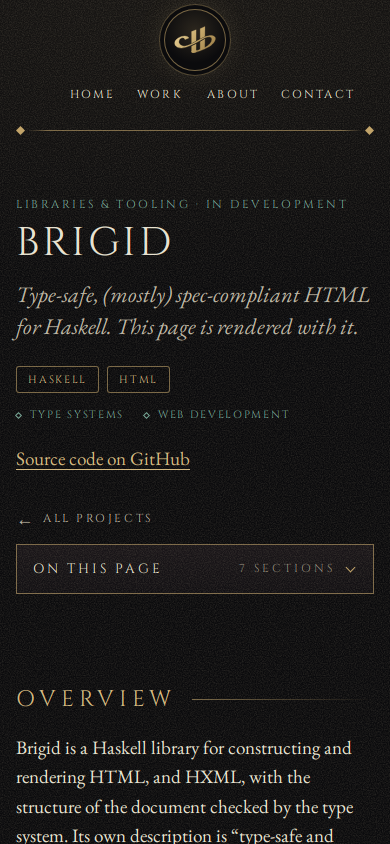 HOME WORK ABOUT CONTACT
LIBRARIES & TOOLING · IN DEVELOPMENT
BRIGID
Type-safe, (mostly) spec-compliant HTML
for Haskell. This page is rendered with it.
HASKELL HTML
TYPE SYSTEMS WEB DEVELOPMENT
Source code on GitHub
← ALL PROJECTS
ON THIS PAGE 7 SECTIONS
OVERVIEW
Brigid is a Haskell library for constructing and
rendering HTML, and HXML, with the
structure of the document checked by the type
system. Its own description is “type-safe and